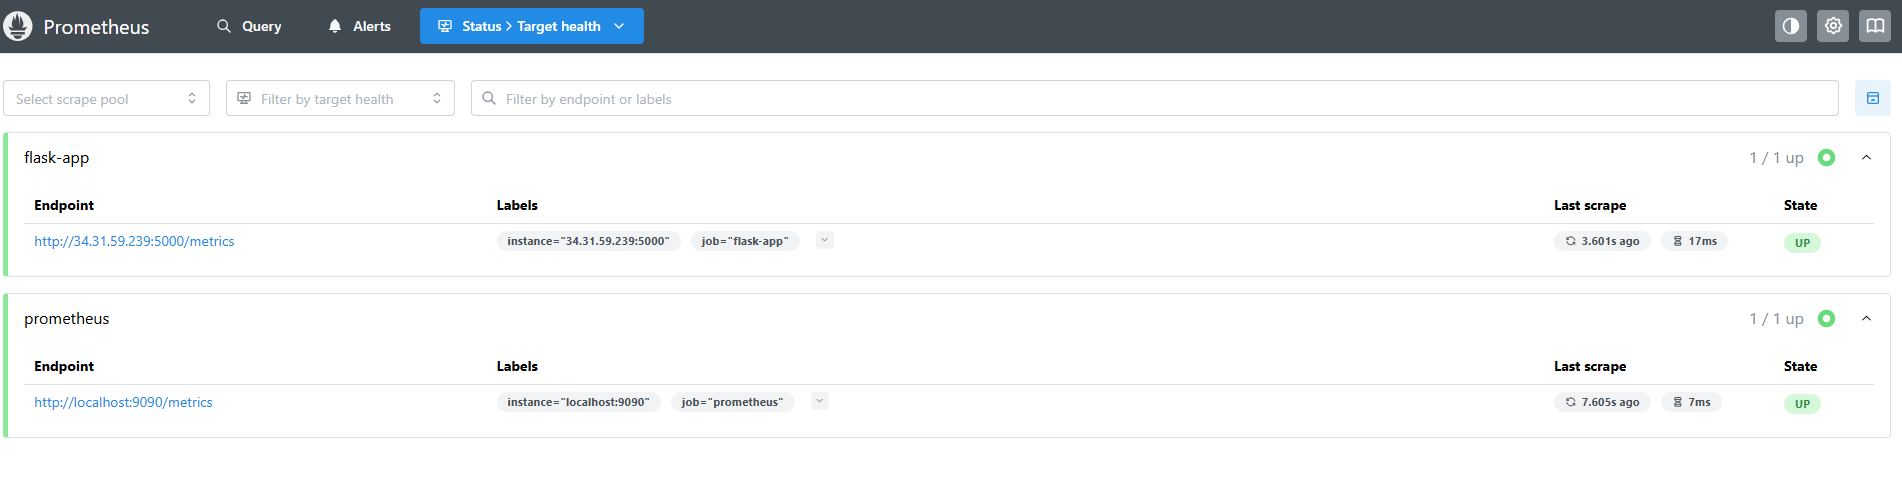 Prometheus Query Alerts Status > Target health
Select scrape pool Filter by target health Filter by endpoint or labels
flask-app 1 / 1 up
Endpoint Labels Last scrape State
http://34.31.59.239:5000/metrics instance="34.31.59.239:5000" job="flask-app" 3.601s ago 17ms UP
prometheus 1 / 1 up
Endpoint Labels Last scrape State
http://localhost:9090/metrics instance="localhost:9090" job="prometheus" 7.605s ago 7ms UP